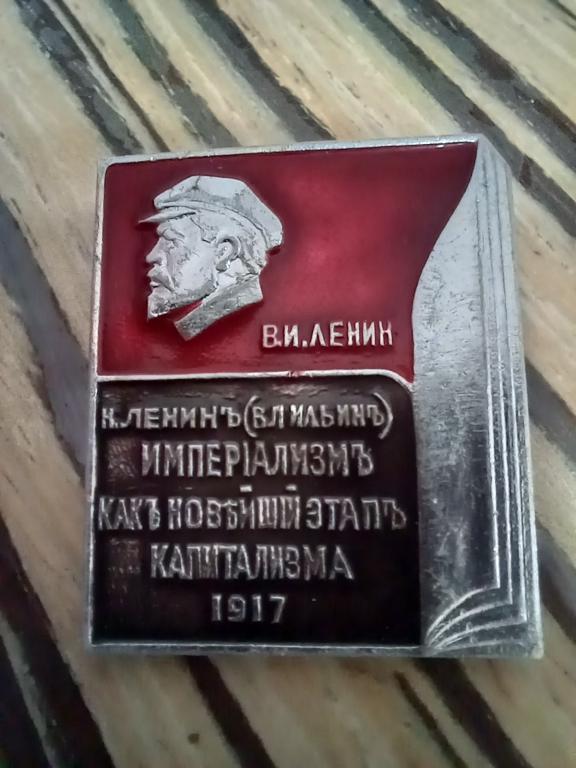 В.И.ЛЕНИН
Н.ЛЕНИНЪ(ВЛ ИЛЬИНЪ)
ИМПЕРІАЛИЗМЪ
КАКЪ НОВѢЙШІЙ ЭТАПЪ
КАПИТАЛИЗМА
1917